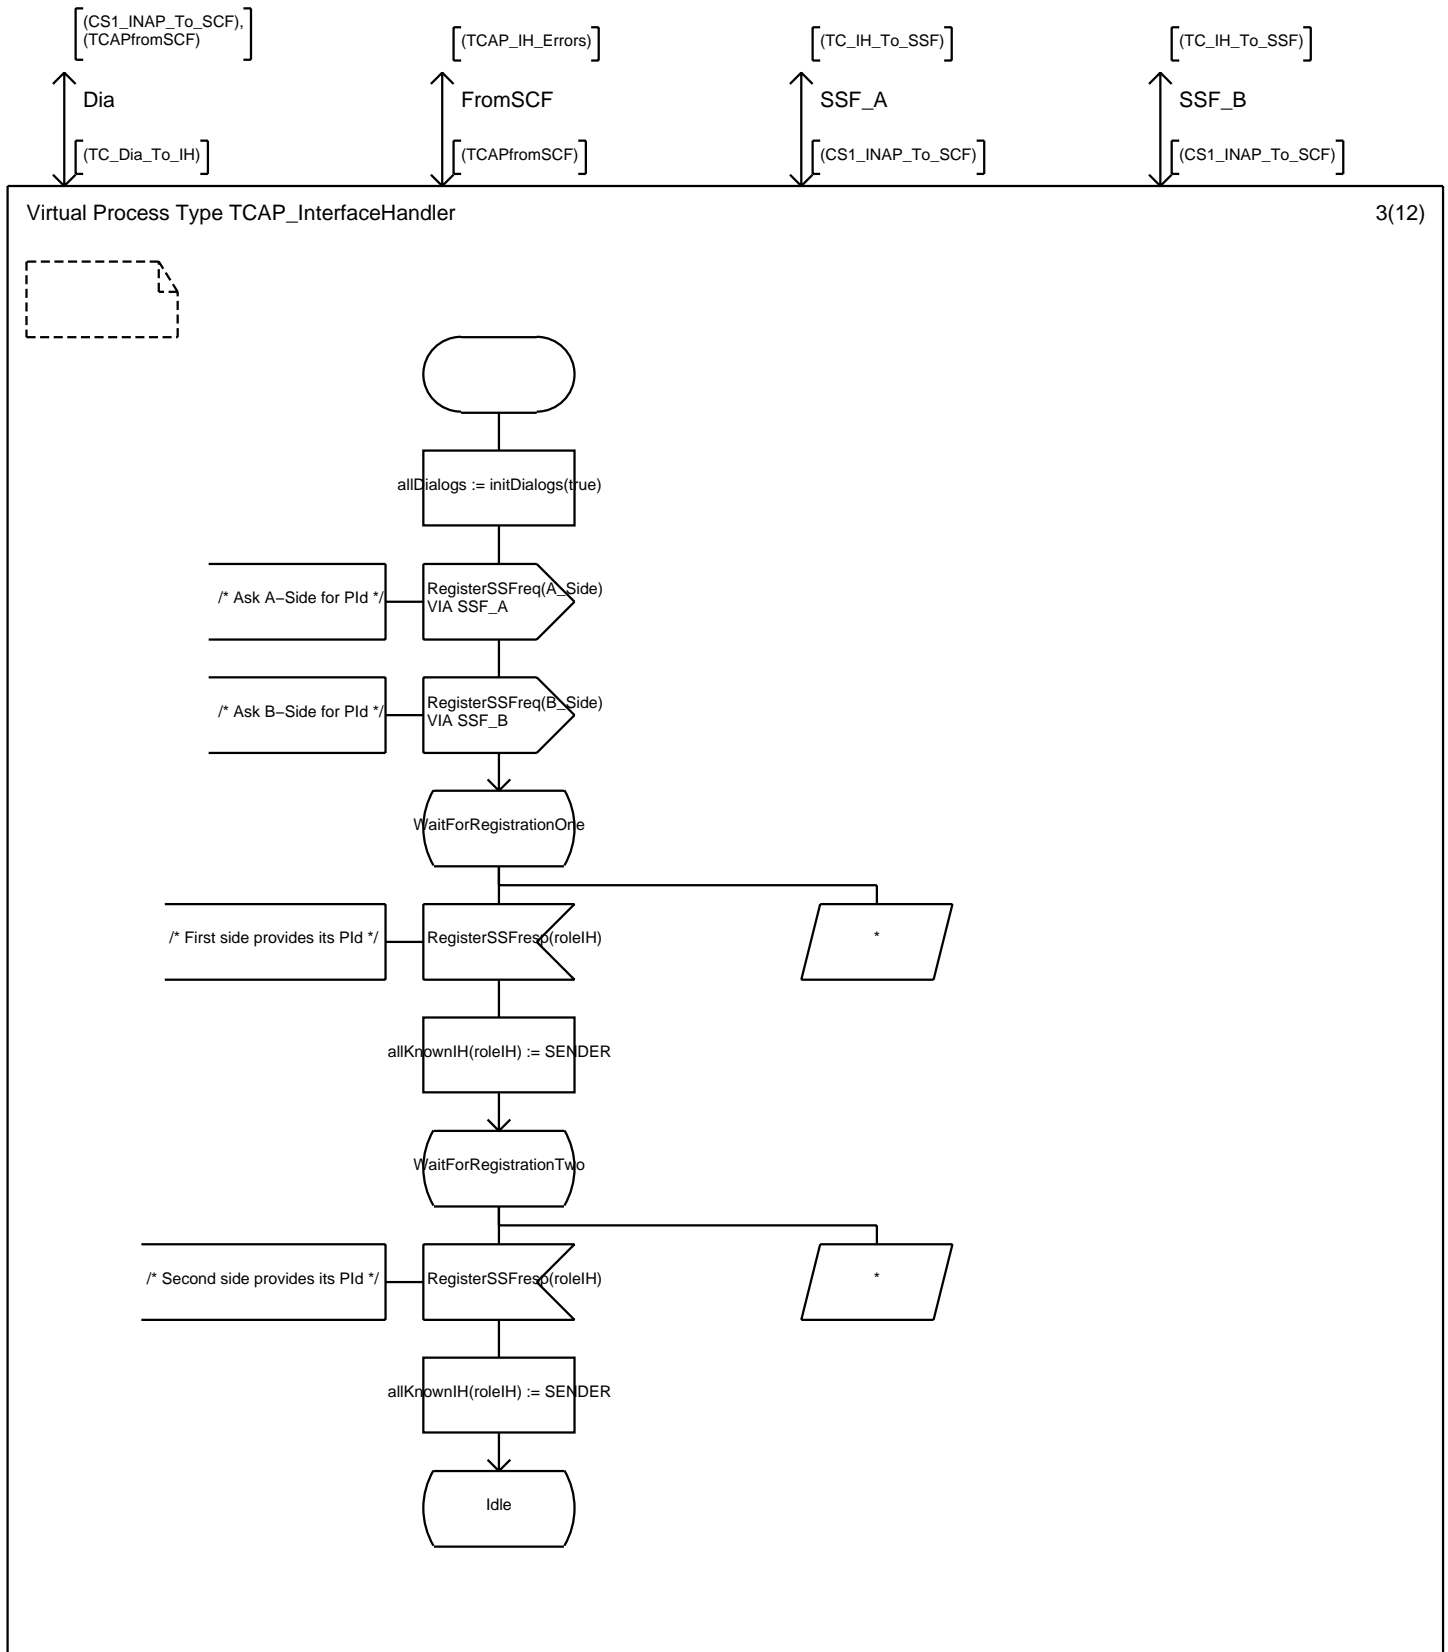 [(CS1_INAP_To_SCF),
(TCAPfromSCF)]
[(TCAP_IH_Errors)]
[(TC_IH_To_SSF)]
[(TC_IH_To_SSF)]
Dia
FromSCF
SSF_A
SSF_B
[(TC_Dia_To_IH)]
[(TCAPfromSCF)]
[(CS1_INAP_To_SCF)]
[(CS1_INAP_To_SCF)]
Virtual Process Type TCAP_InterfaceHandler
3(12)
allDialogs := initDialogs(true)
/* Ask A−Side for PId */
RegisterSSFreq(A_Side)
VIA SSF_A
/* Ask B−Side for PId */
RegisterSSFreq(B_Side)
VIA SSF_B
WaitForRegistrationOne
/* First side provides its PId */
RegisterSSFresp(roleIH)
*
allKnownIH(roleIH) := SENDER
WaitForRegistrationTwo
/* Second side provides its PId */
RegisterSSFresp(roleIH)
*
allKnownIH(roleIH) := SENDER
Idle